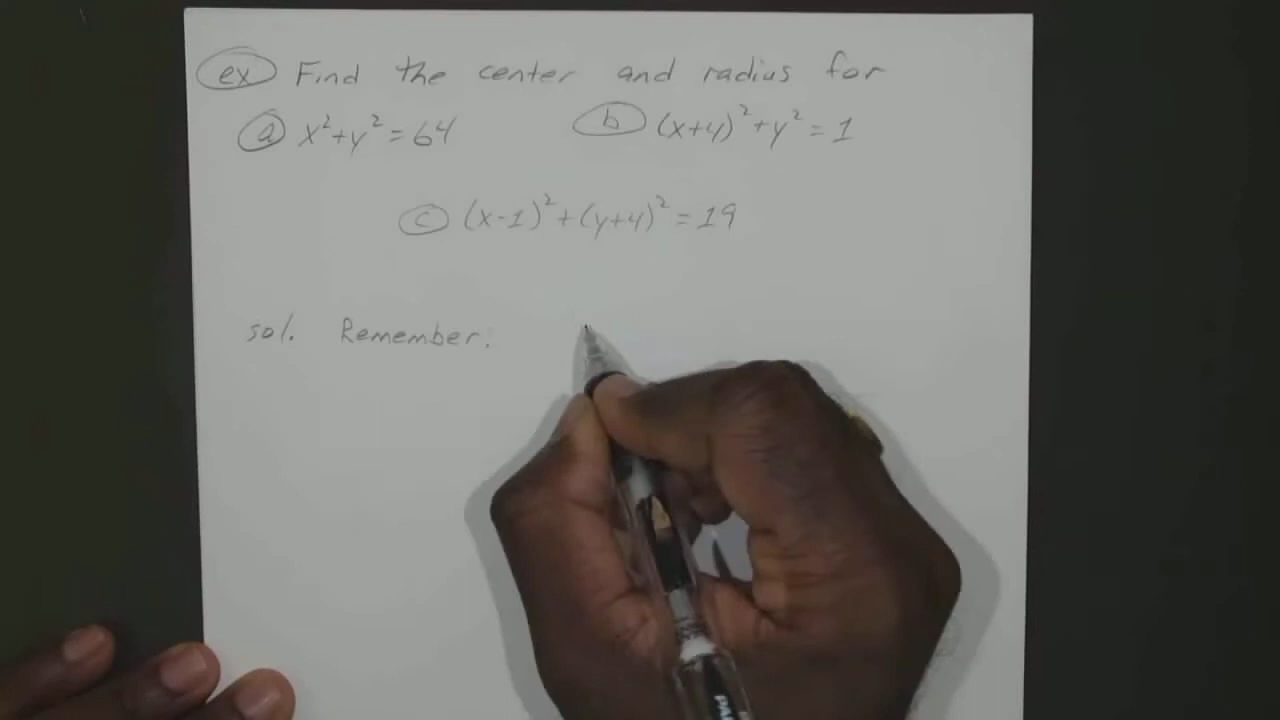 ex Find the center and radius for
a x²+y²=64 b (x+4)²+y²=1
c (x-1)²+(y+4)²=19
sol. Remember: